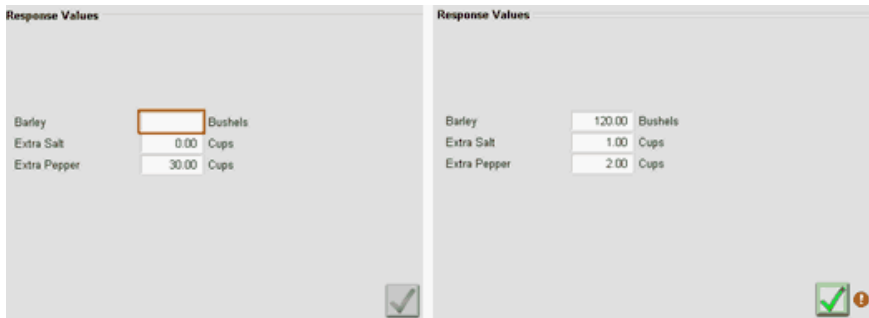 Response Values
Barley Bushels
Extra Salt 0.00 Cups
Extra Pepper 30.00 Cups
Response Values
Barley 120.00 Bushels
Extra Salt 1.00 Cups
Extra Pepper 2.00 Cups